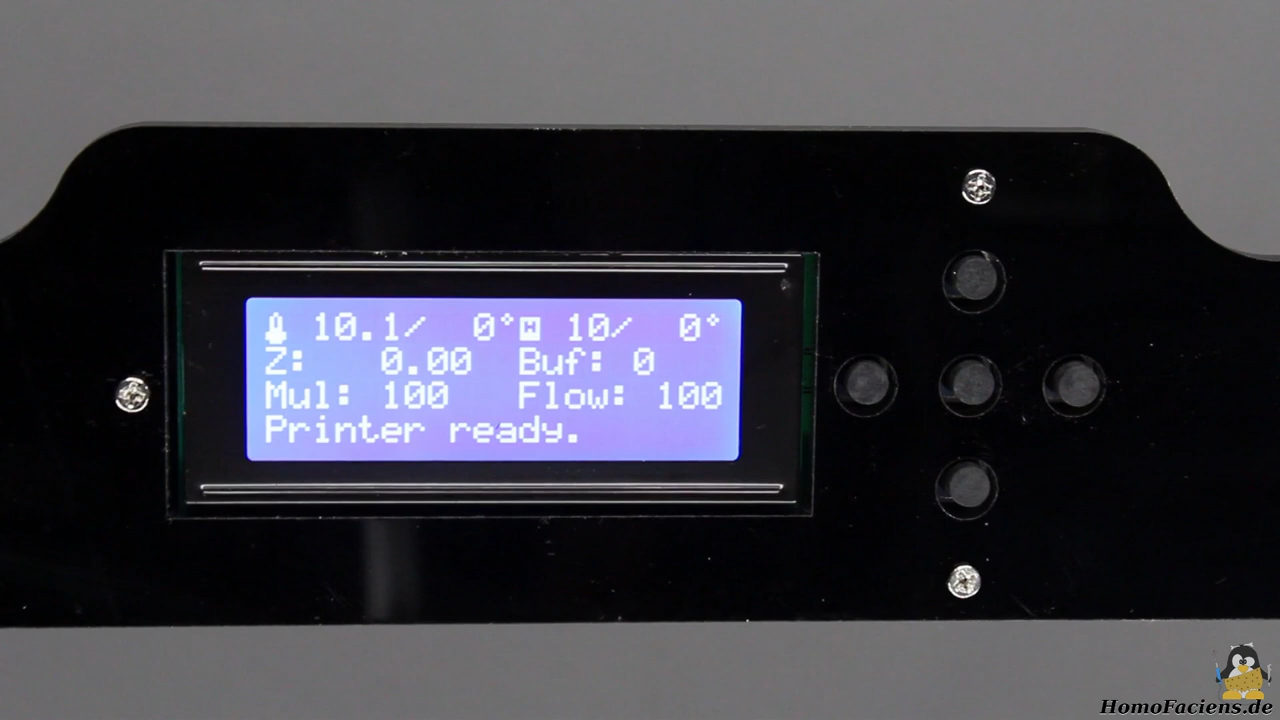 10.1/ 0° 10/ 0°
Z: 0.00 Buf: 0
Mul: 100 Flow: 100
Printer ready.
HomoFaciens.de